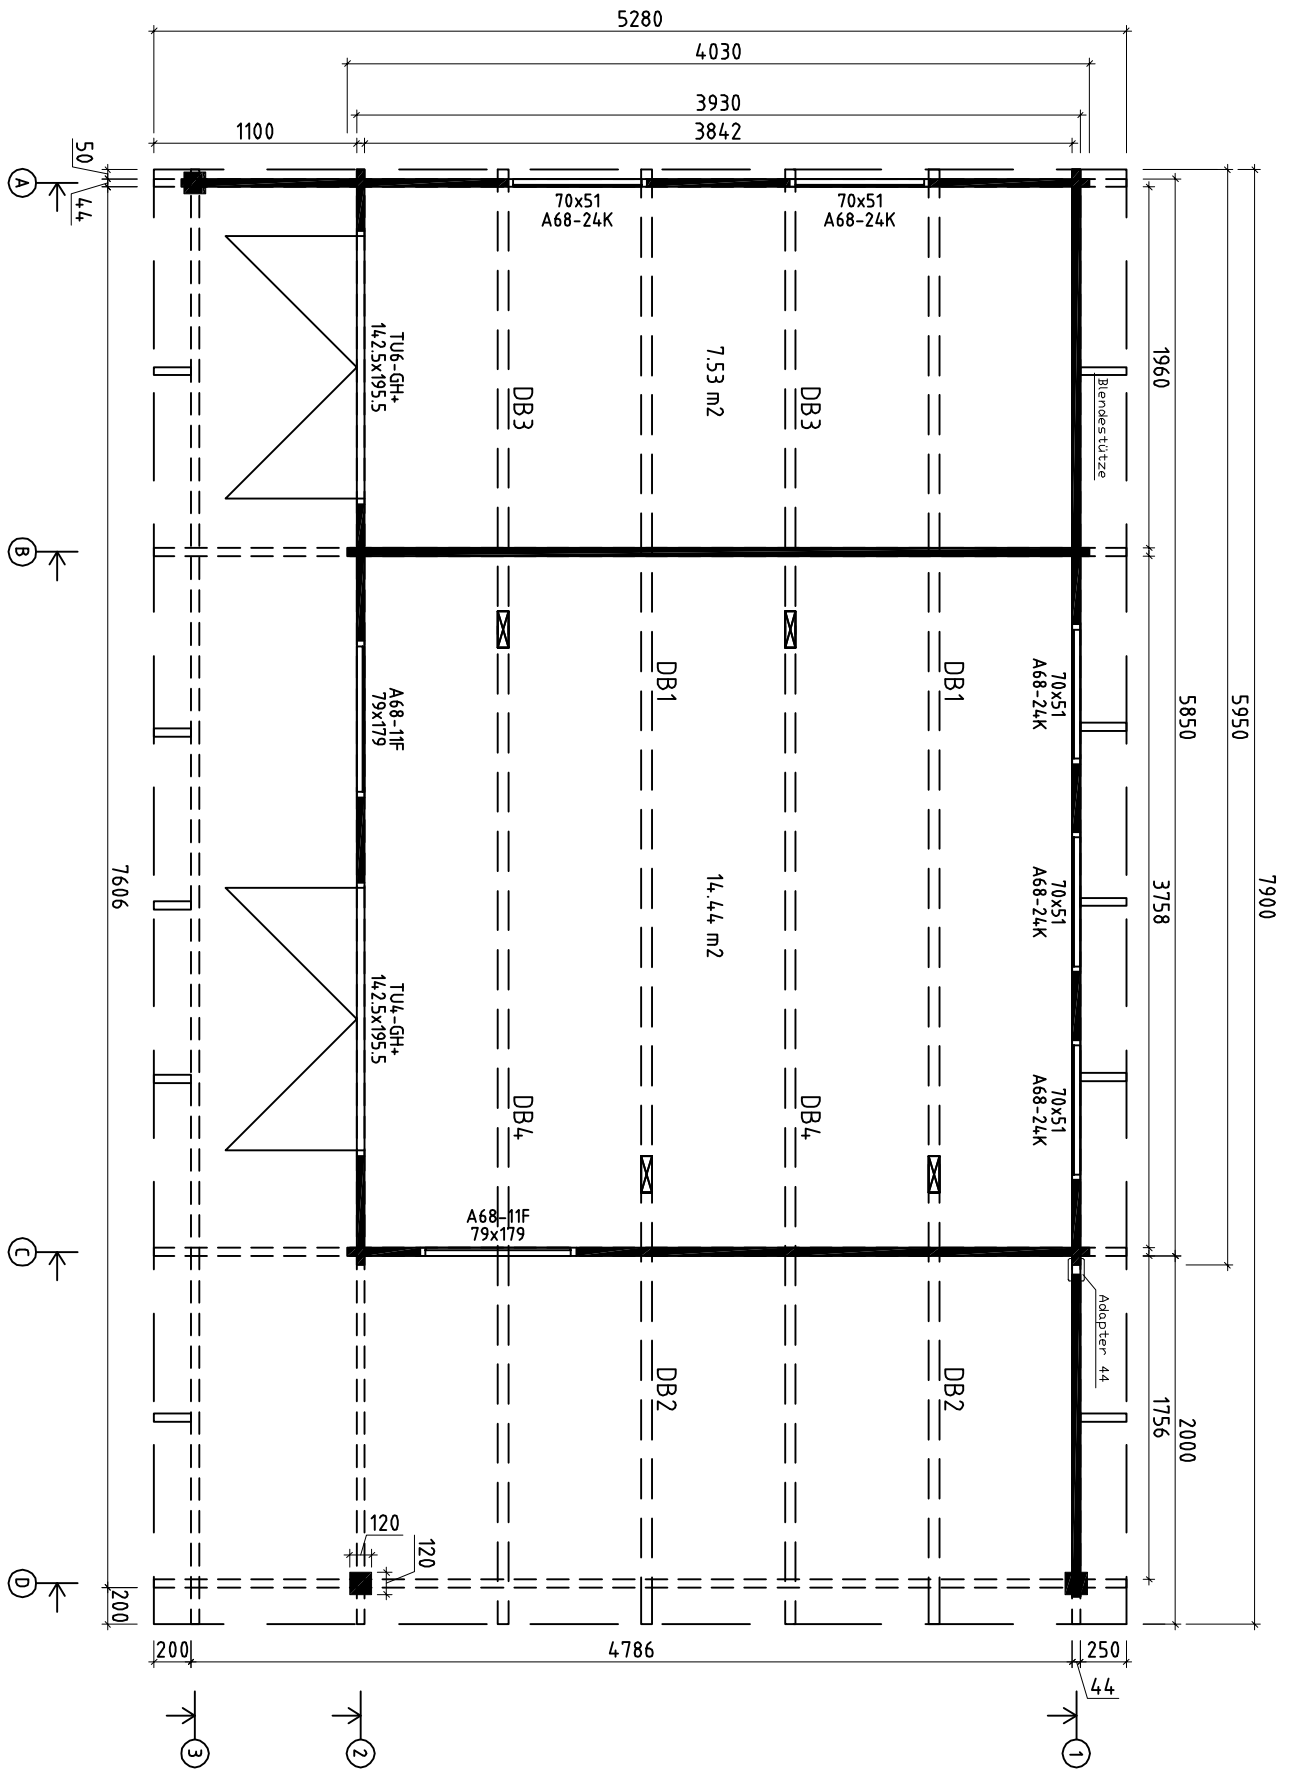 5280
4030
3930
1100
3842
50
44
A
70x51
A68-24K
70x51
A68-24K
1960
TU6-GH+
142.5x195.5
7.53 m2
DB3
DB3
Blendestütze
B
DB1
DB1
70x51
A68-24K
A68-11F
79x179
5850
5950
7606
14.44 m2
70x51
A68-24K
3758
7900
TU4-GH+
142.5x195.5
70x51
A68-24K
DB4
DB4
A68-11F
79x179
C
Adapter 44
DB2
DB2
1756
2000
120
120
D
200
200
4786
250
44
3
2
1